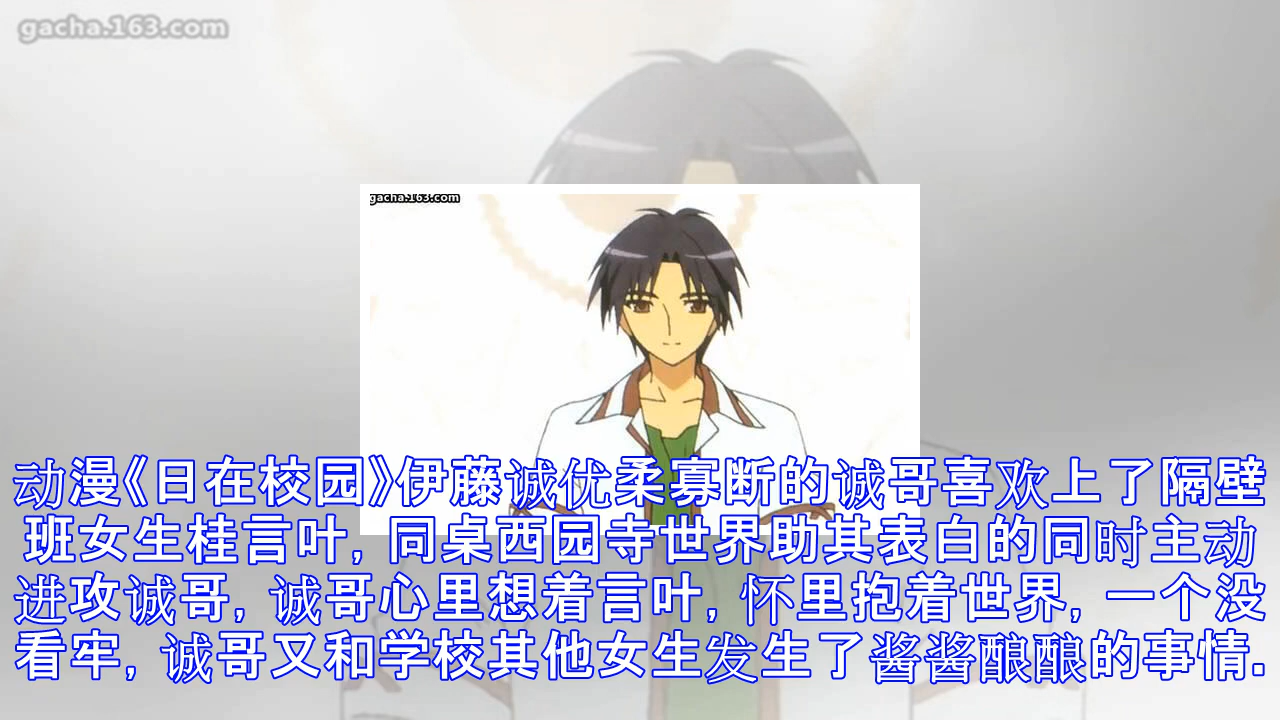 gacha.163.com
gacha.163.com
动漫《日在校园》伊藤诚优柔寡断的诚哥喜欢上了隔壁
班女生桂言叶, 同桌西园寺世界助其表白的同时主动
进攻诚哥, 诚哥心里想着言叶, 怀里抱着世界, 一个没
看牢, 诚哥又和学校其他女生发生了酱酱酿酿的事情.